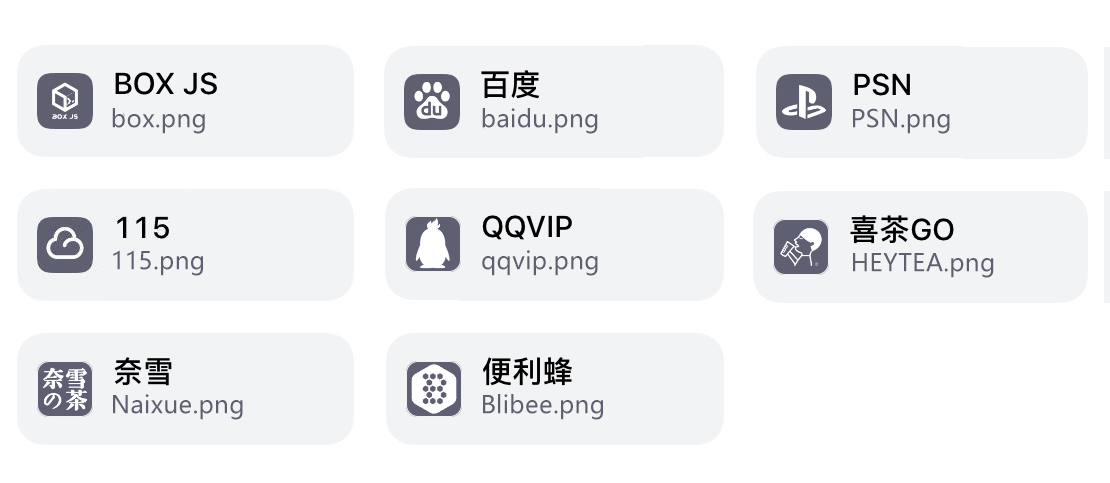 BOX JS
BOX JS
box.png
du
百度
baidu.png
PSN
PSN.png
115
115.png
QQVIP
qqvip.png
喜茶GO
HEYTEA.png
奈雪
の茶
奈雪
Naixue.png
便利蜂
Blibee.png